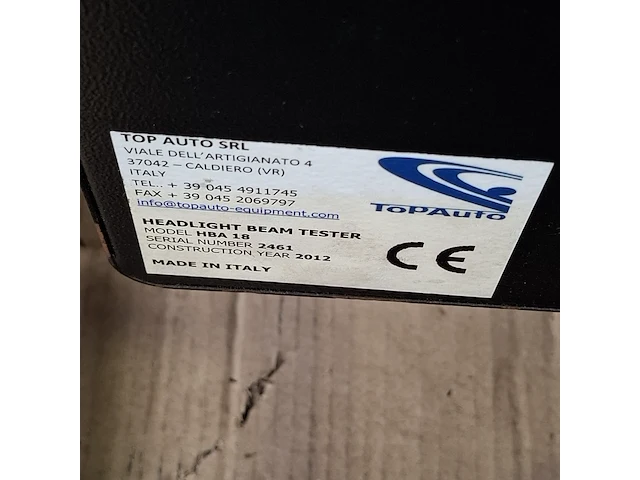 TOP AUTO SRL
VIALE DELL'ARTIGIANATO 4
37042 – CALDIERO (VR)
ITALY
TEL.. + 39 045 4911745
FAX + 39 045 2069797
info@topauto-equipment.com
TopAuto
HEADLIGHT BEAM TESTER
MODEL HBA 18
SERIAL NUMBER 2461
CONSTRUCTION YEAR 2012
MADE IN ITALY
CE